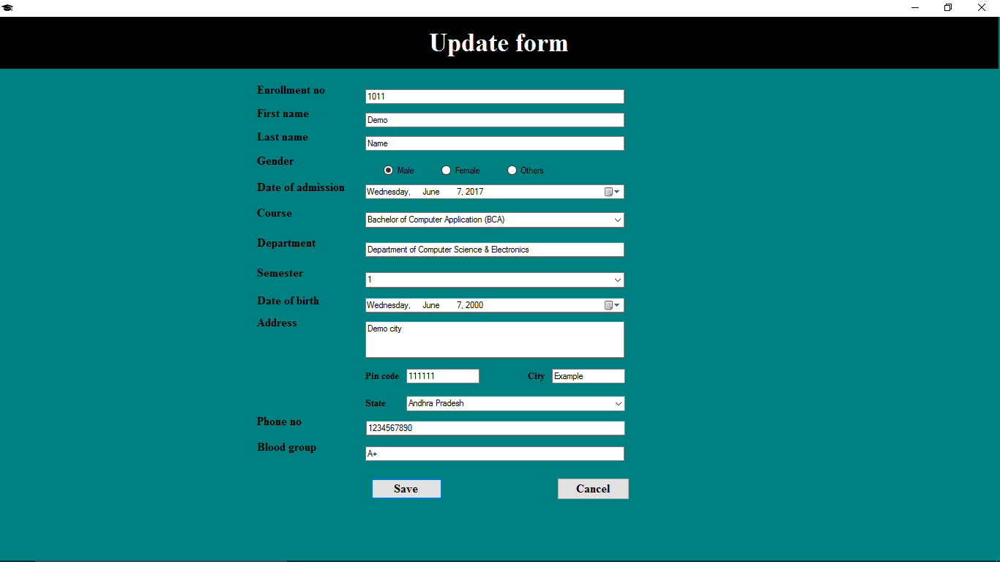 Update form
Enrollment no 1011
First name Demo
Last name Name
Gender Male Female Others
Date of admission Wednesday, June 7, 2017
Course Bachelor of Computer Application (BCA)
Department Department of Computer Science & Electronics
Semester 1
Date of birth Wednesday, June 7, 2000
Address Demo city
Pin code 111111 City Example
State Andhra Pradesh
Phone no 1234567890
Blood group A+
Save Cancel